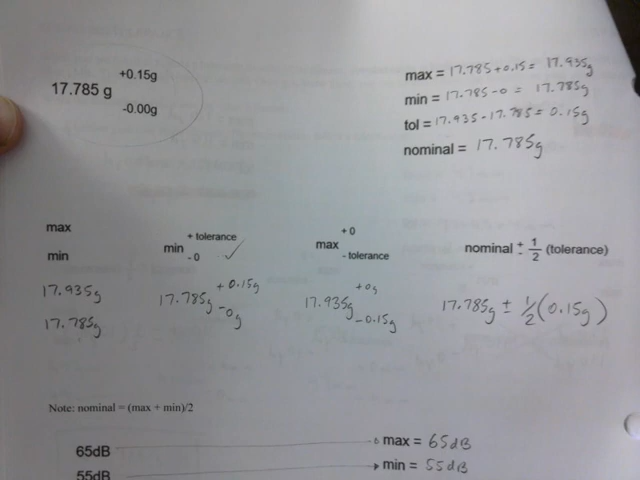 +0.15g
17.785 g
-0.00g
max = 17.785+0.15 = 17.935g
min = 17.785-0 = 17.785g
tol = 17.935-17.785 = 0.15g
nominal = 17.785g
max
min
min + tolerance
- 0
max + 0
- tolerance
nominal ± 1/2 (tolerance)
17.935g
17.785g
17.785g +0.15g
-0g
17.935g +0g
-0.15g
17.785g ± 1/2 (0.15g)
Note: nominal = (max + min)/2
65dB
max = 65dB
55dB
min = 55dB